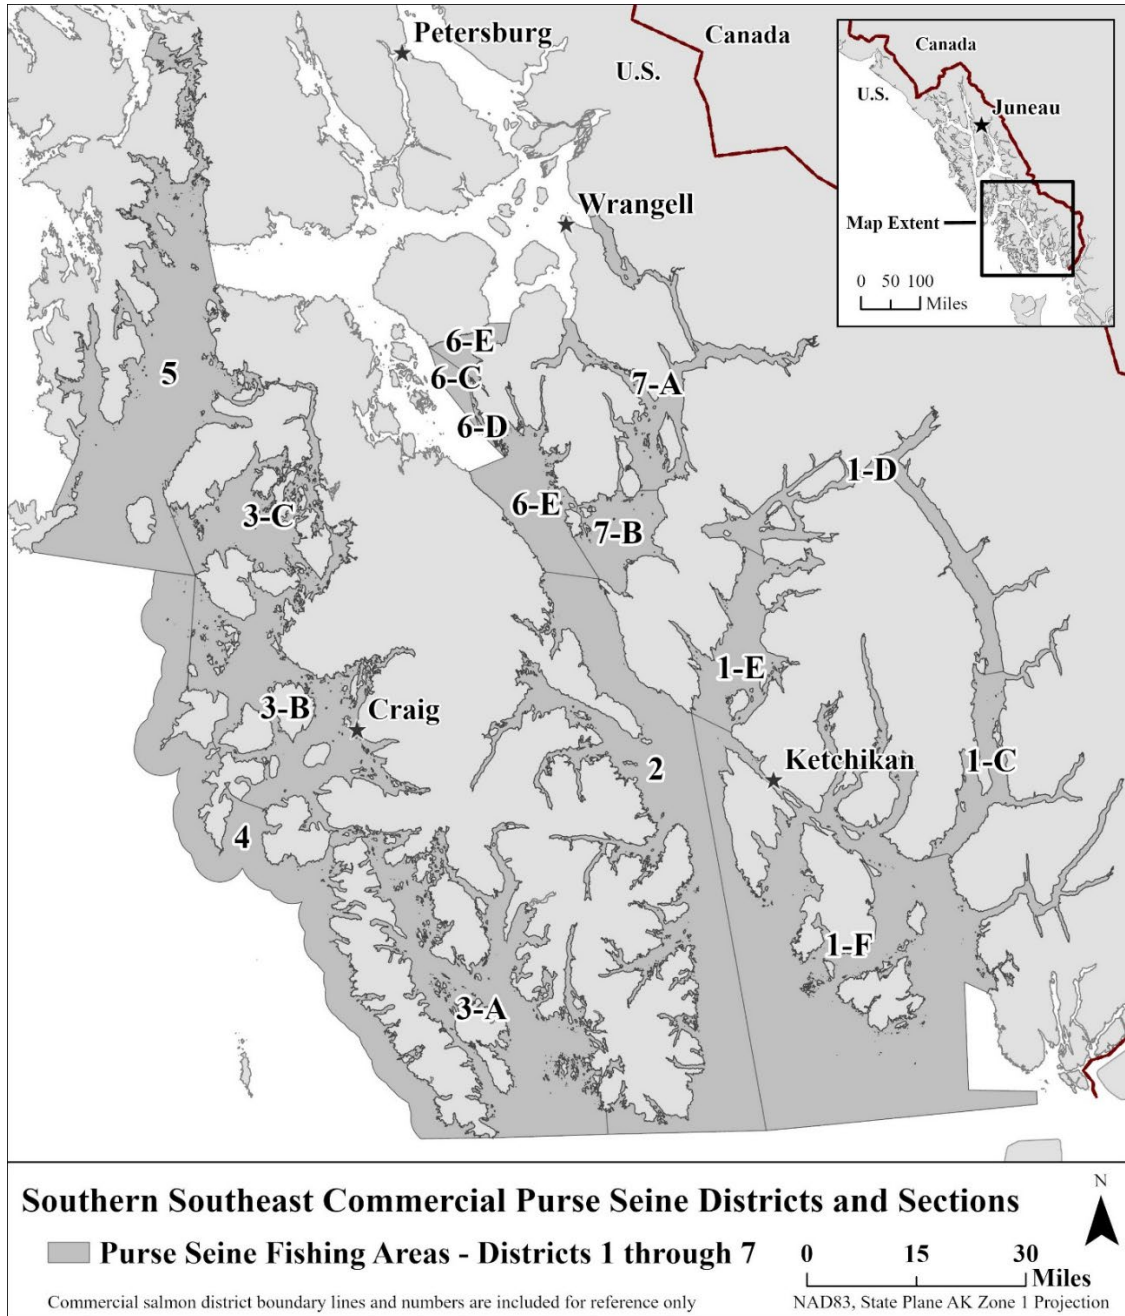 Petersburg
Canada
U.S.
Canada
U.S.
Juneau
Map Extent
0 50 100
Miles
Wrangell
6-E
5
6-C
7-A
6-D
1-D
3-C
6-E
7-B
1-E
3-B
Craig
2
Ketchikan
1-C
4
1-F
3-A
Southern Southeast Commercial Purse Seine Districts and Sections
N
Purse Seine Fishing Areas - Districts 1 through 7
0 15 30
Miles
Commercial salmon district boundary lines and numbers are included for reference only
NAD83, State Plane AK Zone 1 Projection